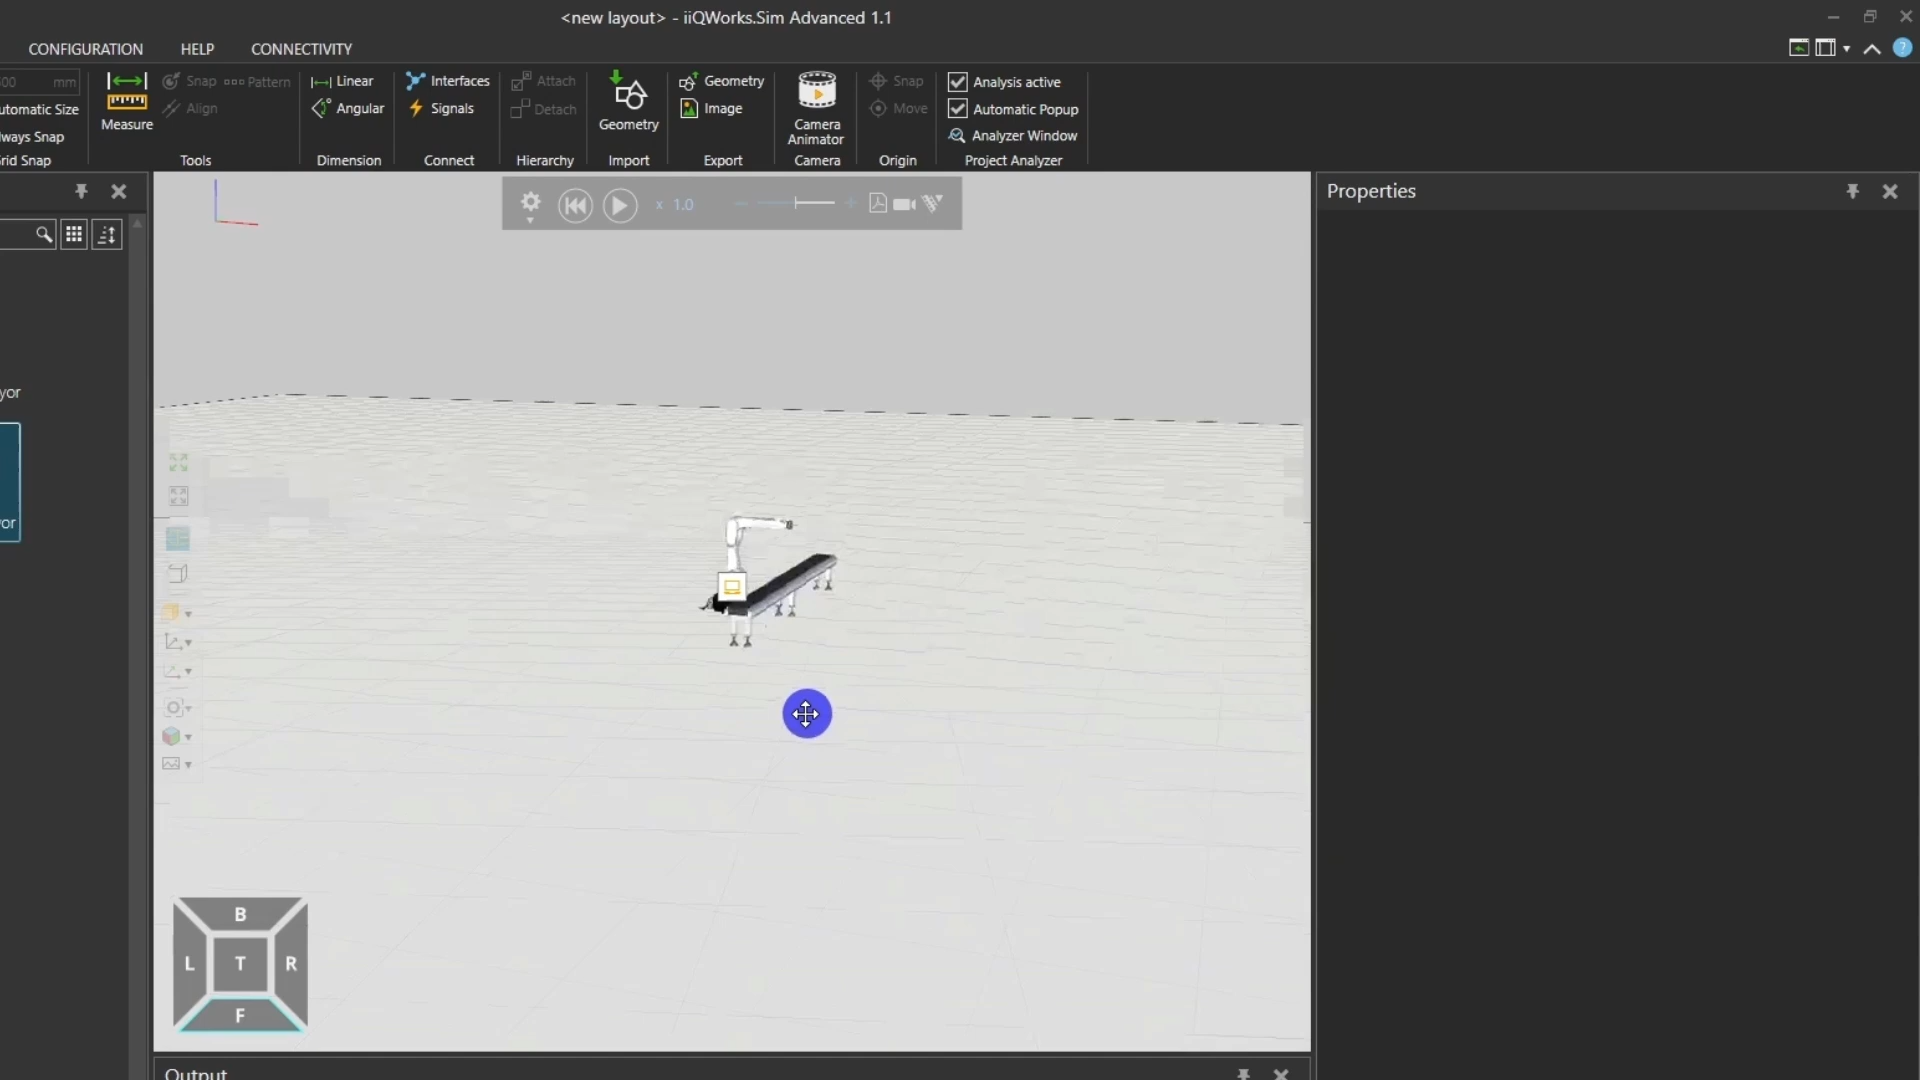 <new layout> - iiQWorks.Sim Advanced 1.1
CONFIGURATION HELP CONNECTIVITY
00 mm
utomatic Size
lways Snap
rid Snap
Measure
Snap Pattern
Align
Tools
Linear
Angular
Dimension
Interfaces
Signals
Connect
Attach
Detach
Hierarchy
Geometry
Import
Geometry
Image
Export
Camera
Animator
Camera
Snap
Move
Origin
Analysis active
Automatic Popup
Analyzer Window
Project Analyzer
?
Properties
x 1.0
yor
or
B
L T R
F
Output